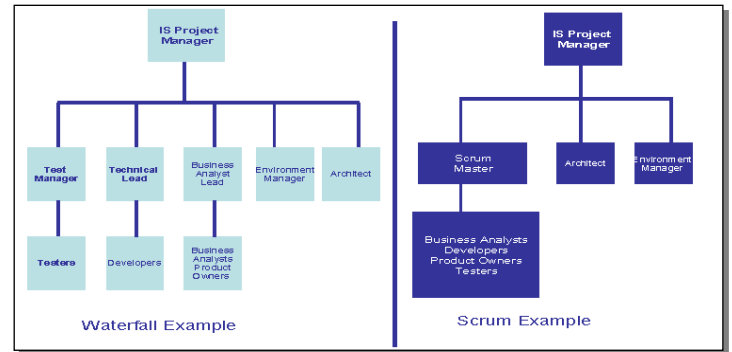 IS Project
Manager
Test
Manager
Technical
Lead
Business
Analyst
Lead
Environment
Manager
Architect
Testers
Developers
Business
Analysts
Product
Owners
Waterfall Example
IS Project
Manager
Scrum
Master
Architect
Environment
Manager
Business Analysts
Developers
Product Owners
Testers
Scrum Example